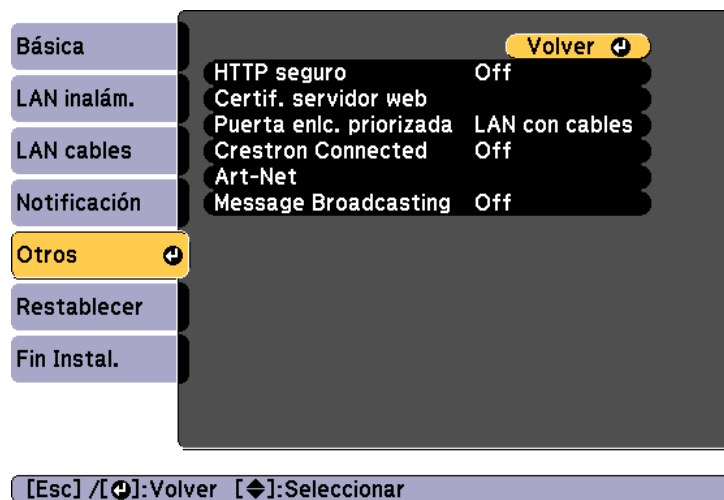 Básica
LAN inalám.
LAN cables
Notificación
Otros
Restablecer
Fin Instal.
Volver
HTTP seguro Off
Certif. servidor web
Puerta enlc. priorizada LAN con cables
Crestron Connected Off
Art-Net
Message Broadcasting Off
[Esc] /[⏎]:Volver [◆]:Seleccionar